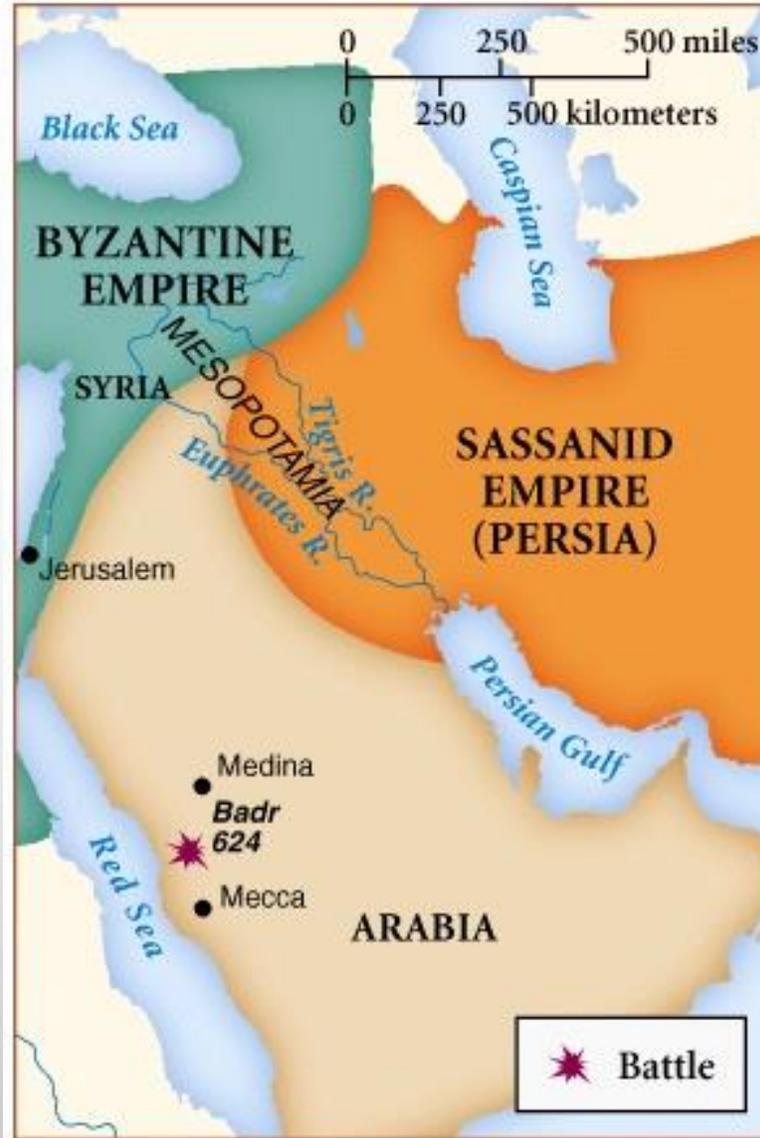 0 250 500 miles
0 250 500 kilometers
Black Sea
Caspian Sea
BYZANTINE
EMPIRE
MESOPOTAMIA
SYRIA
Tigris R.
Euphrates R.
SASSANID
EMPIRE
(PERSIA)
Jerusalem
Persian Gulf
Medina
Badr
624
Red Sea
Mecca
ARABIA
Battle